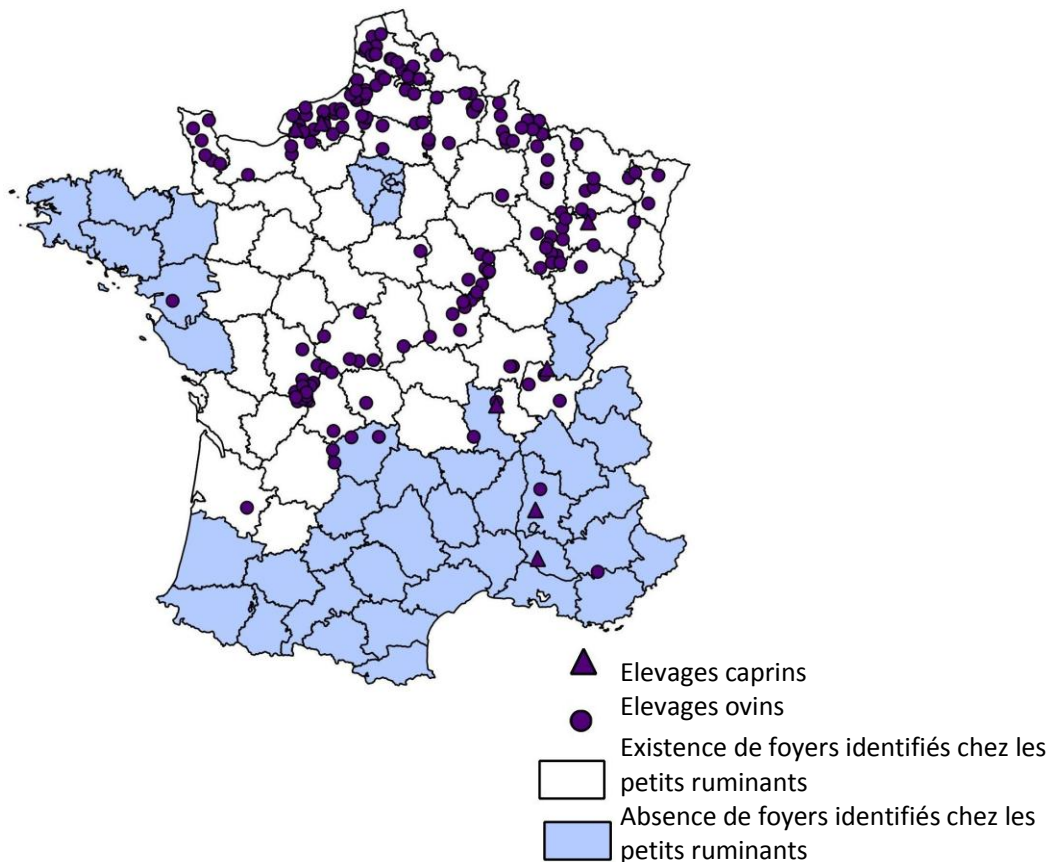 Elevages caprins
Elevages ovins
Existence de foyers identifiés chez les
petits ruminants
Absence de foyers identifiés chez les
petits ruminants